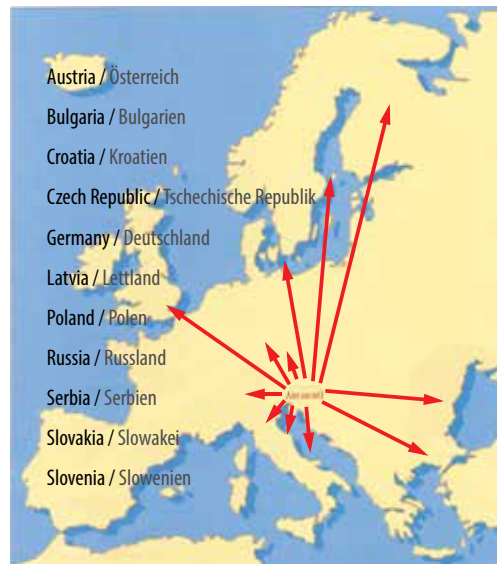 Austria / Österreich
Bulgaria / Bulgarien
Croatia / Kroatien
Czech Republic / Tschechische Republik
Germany / Deutschland
Latvia / Lettland
Poland / Polen
Russia / Russland
Serbia / Serbien
Slovakia / Slowakei
Slovenia / Slowenien